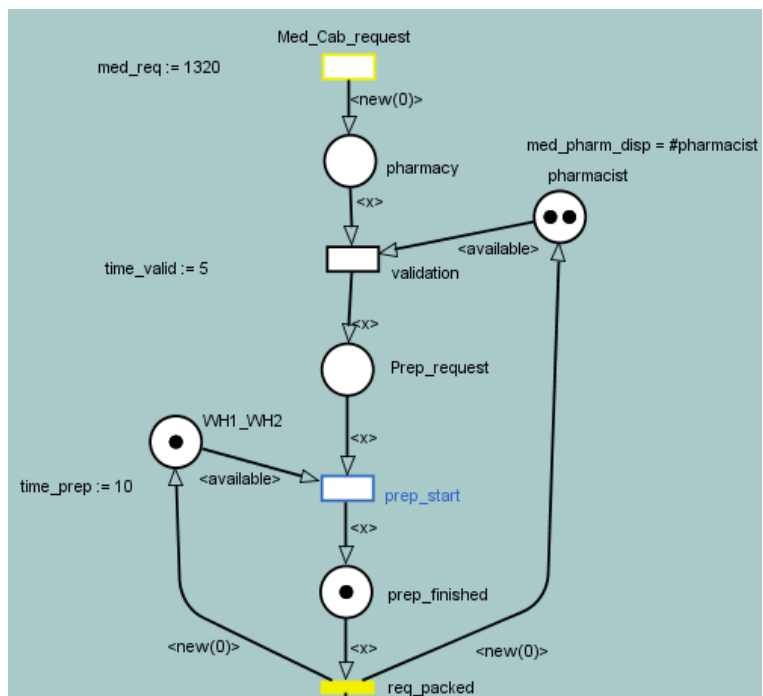 Med_Cab_request
med_req := 1320
<new(0)>
med_pharm_disp = #pharmacist
pharmacy
pharmacist
<x>
<available>
time_valid := 5
validation
<x>
Prep_request
WH1_WH2
<x>
<available>
time_prep := 10
prep_start
<x>
prep_finished
<new(0)>
<x>
<new(0)>
req_packed